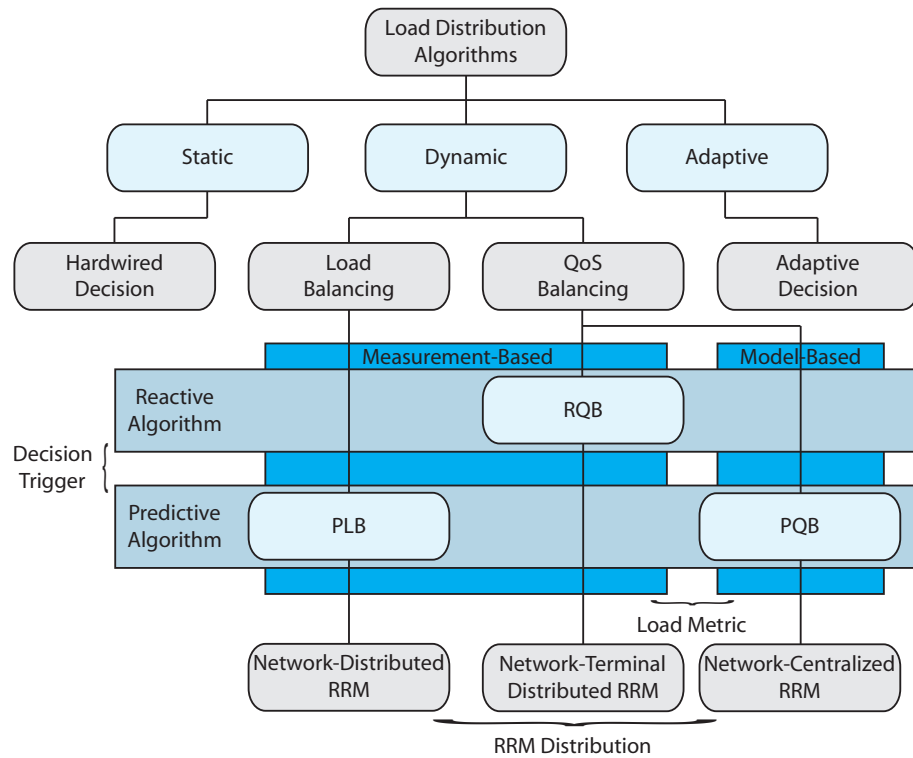 Load Distribution
Algorithms
Static
Dynamic
Adaptive
Hardwired
Decision
Load
Balancing
QoS
Balancing
Adaptive
Decision
Measurement-Based
Model-Based
Reactive
Algorithm
RQB
Decision
Trigger
Predictive
Algorithm
PLB
PQB
Load Metric
Network-Distributed
RRM
Network-Terminal
Distributed RRM
Network-Centralized
RRM
RRM Distribution